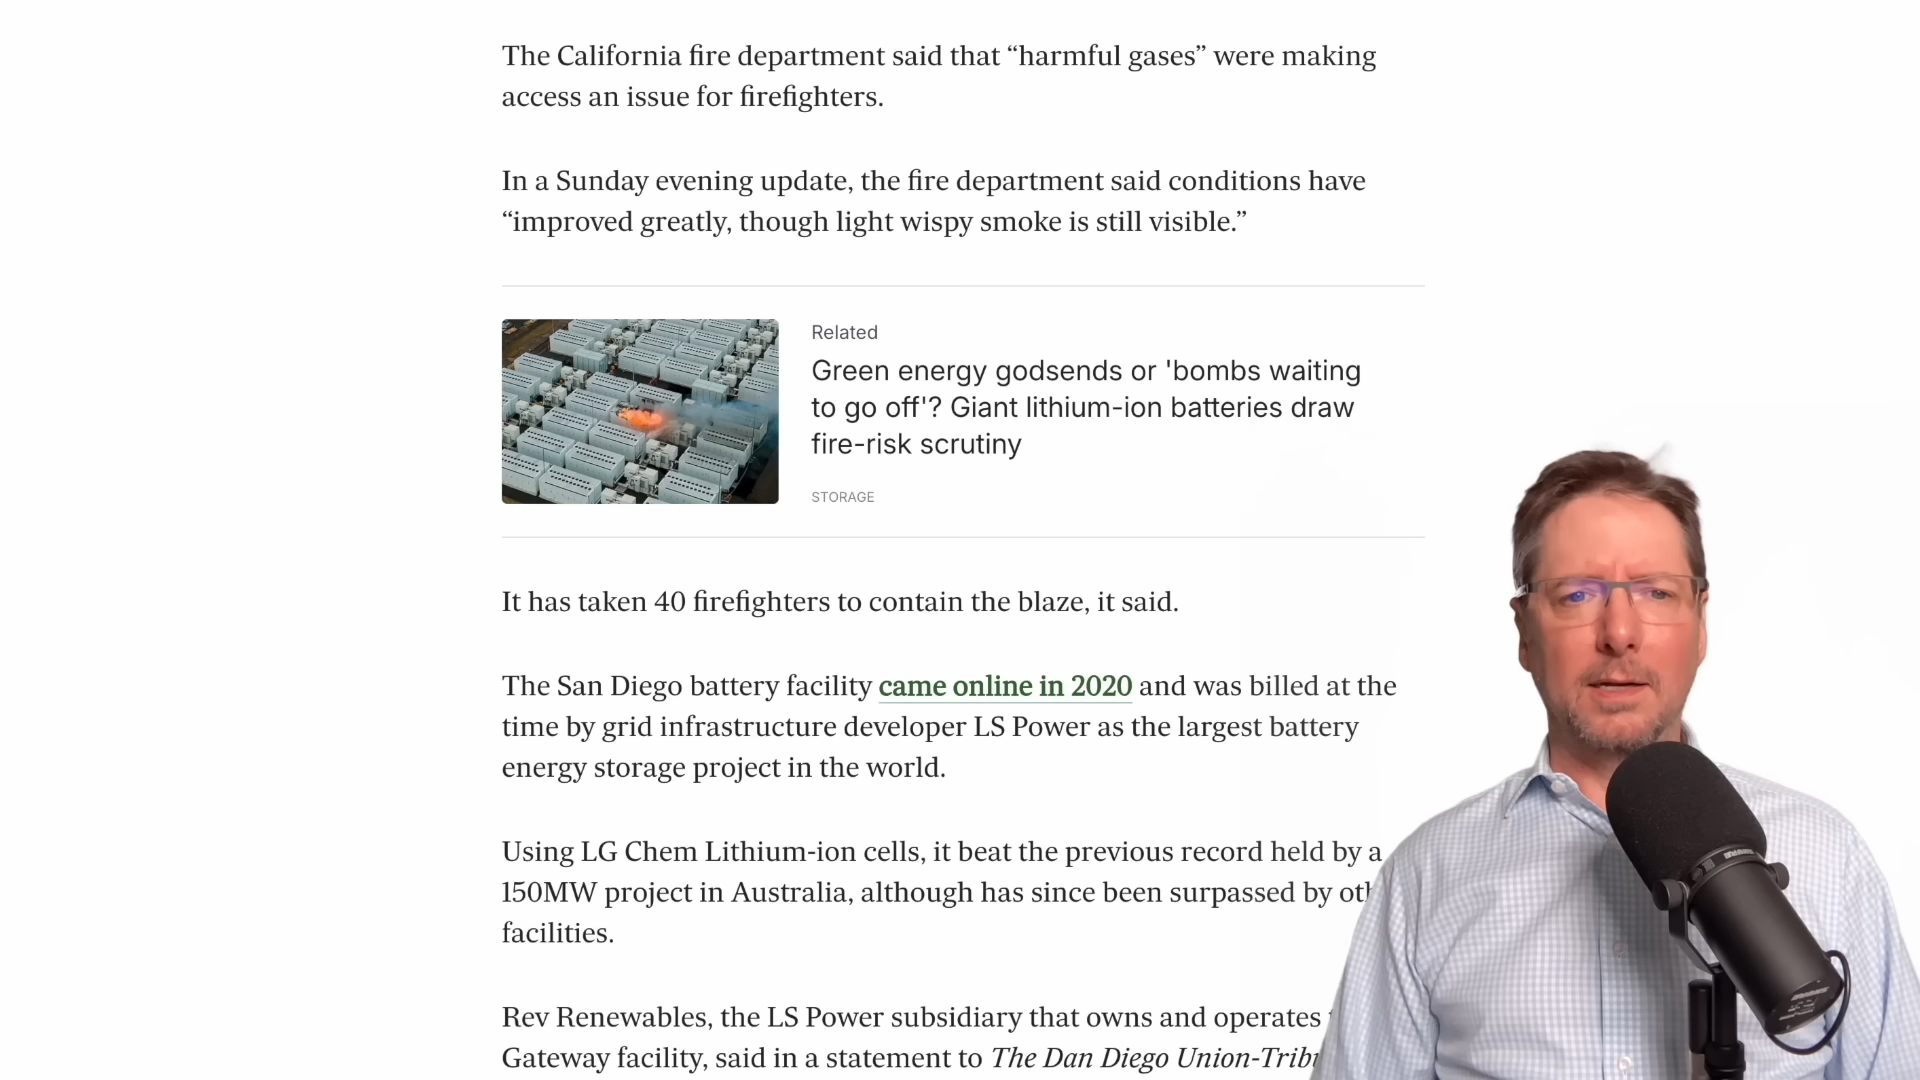 The California fire department said that “harmful gases” were making
access an issue for firefighters.
In a Sunday evening update, the fire department said conditions have
“improved greatly, though light wispy smoke is still visible.”
Related
Green energy godsends or 'bombs waiting
to go off'? Giant lithium-ion batteries draw
fire-risk scrutiny
STORAGE
It has taken 40 firefighters to contain the blaze, it said.
The San Diego battery facility came online in 2020 and was billed at the
time by grid infrastructure developer LS Power as the largest battery
energy storage project in the world.
Using LG Chem Lithium-ion cells, it beat the previous record held by a
150MW project in Australia, although has since been surpassed by
facilities.
Rev Renewables, the LS Power subsidiary that owns and operates
Gateway facility, said in a statement to The Dan Diego